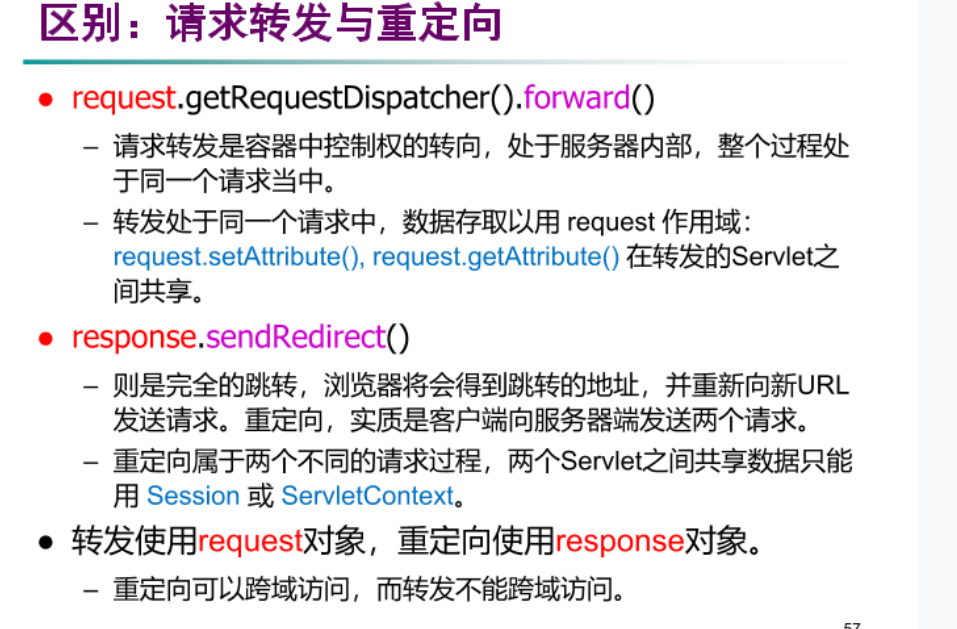 区别：请求转发与重定向
● request.getRequestDispatcher().forward()
– 请求转发是容器中控制权的转向，处于服务器内部，整个过程处
于同一个请求当中。
– 转发处于同一个请求中，数据存取以用 request 作用域：
request.setAttribute(), request.getAttribute() 在转发的Servlet之
间共享。
● response.sendRedirect()
– 则是完全的跳转，浏览器将会得到跳转的地址，并重新向新URL
发送请求。重定向，实质是客户端向服务器端发送两个请求。
– 重定向属于两个不同的请求过程，两个Servlet之间共享数据只能
用 Session 或 ServletContext。
● 转发使用request对象，重定向使用response对象。
– 重定向可以跨域访问，而转发不能跨域访问。
57